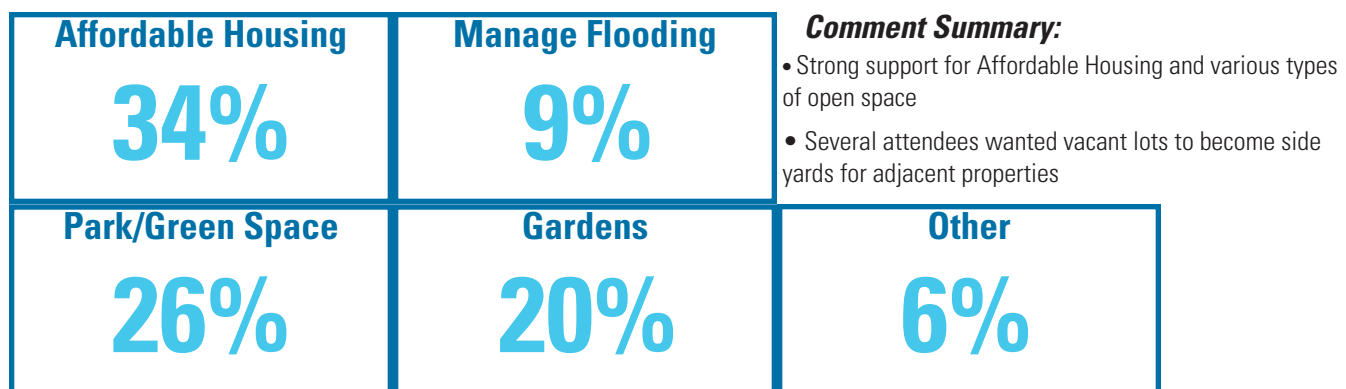 Affordable Housing
34%
Manage Flooding
9%
Comment Summary:
• Strong support for Affordable Housing and various types
of open space
• Several attendees wanted vacant lots to become side
yards for adjacent properties
Park/Green Space
26%
Gardens
20%
Other
6%